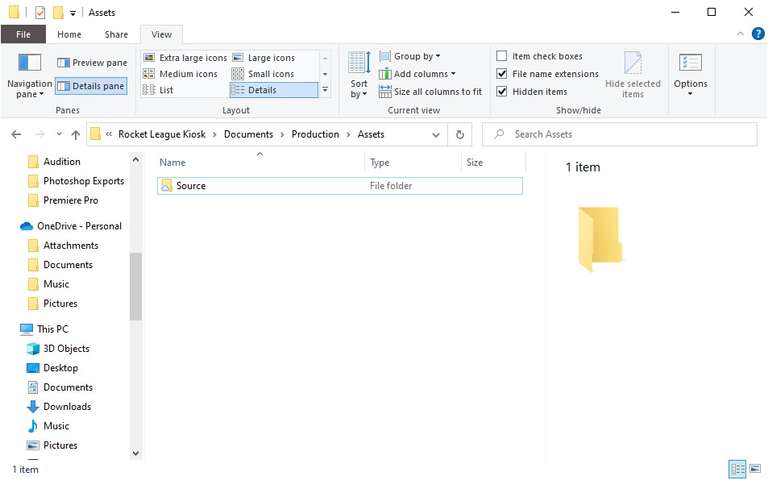 Assets
File Home Share View
Navigation pane
Preview pane
Details pane
Panes
Extra large icons Large icons
Medium icons Small icons
List Details
Layout
Sort by
Group by
Add columns
Size all columns to fit
Current view
Item check boxes
File name extensions
Hidden items
Hide selected items
Show/hide
Options
« Rocket League Kiosk > Documents > Production > Assets
Search Assets
Audition
Photoshop Exports
Premiere Pro
OneDrive - Personal
Attachments
Documents
Music
Pictures
This PC
3D Objects
Desktop
Documents
Downloads
Music
Pictures
Name Type Size
Source File folder
1 item
1 item